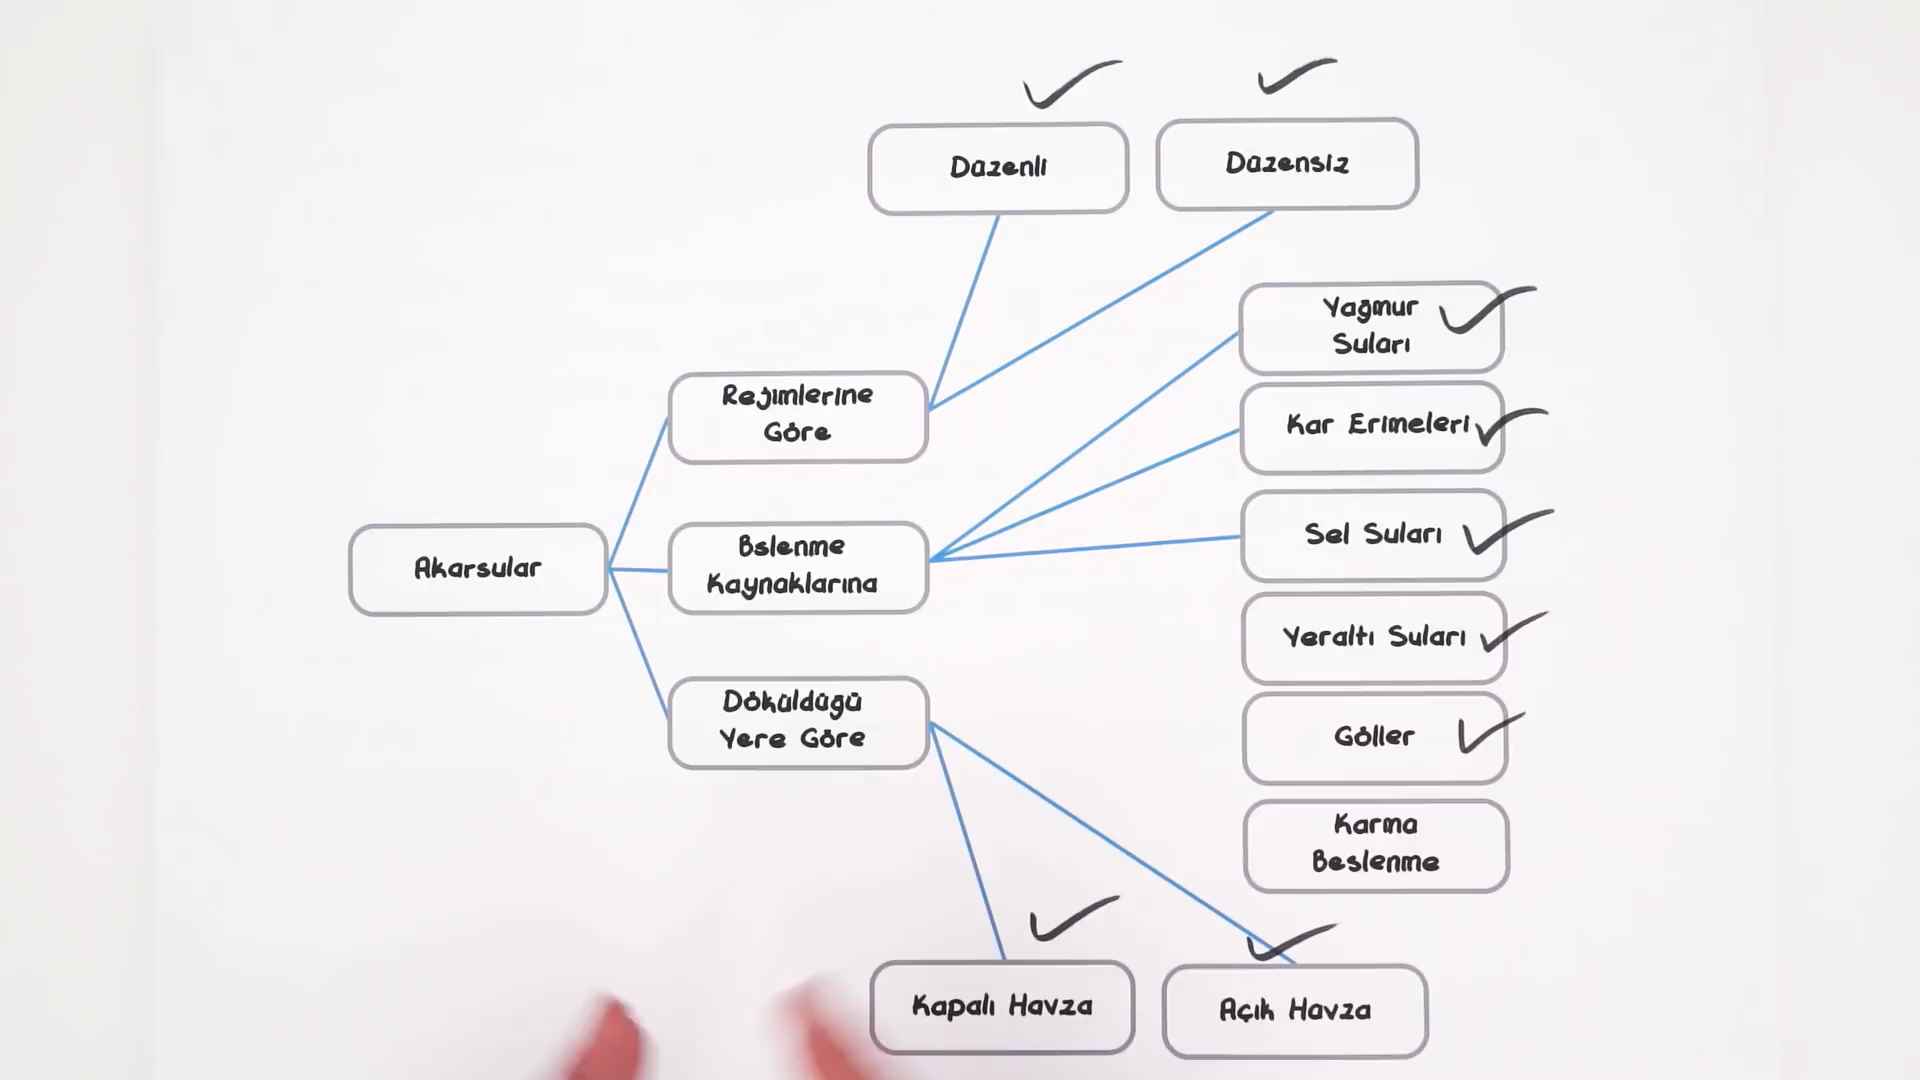 Düzenli
Düzensiz
Yağmur
Suları
Rejimlerine
Göre
Kar Erimeleri
Sel Suları
Akarsular
Bslenme
Kaynaklarına
Yeraltı Suları
Döküldüğü
Yere Göre
Göller
Karma
Beslenme
Kapalı Havza
Açık Havza